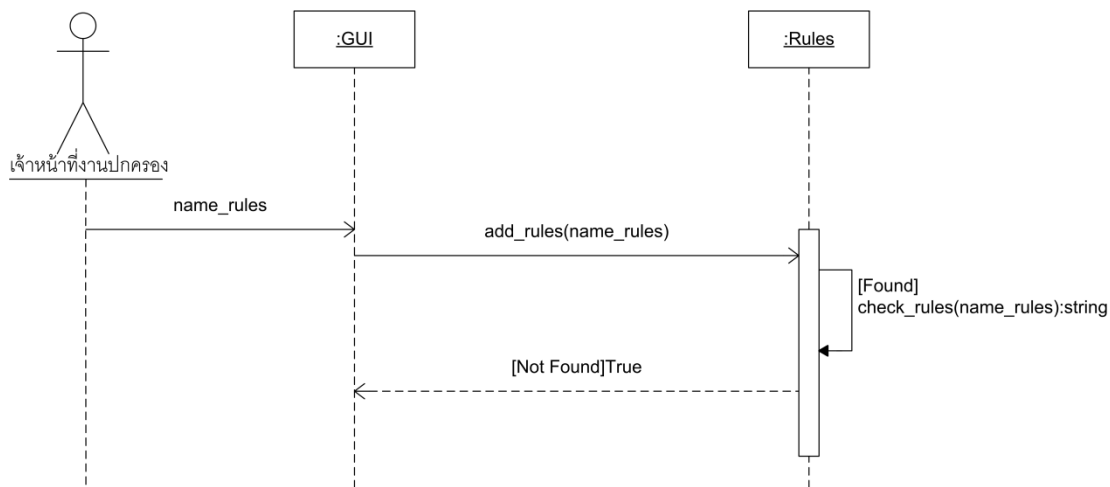 :GUI
:Rules
เจ้าหน้าที่งานปกครอง
name_rules
add_rules(name_rules)
[Found]
check_rules(name_rules):string
[Not Found]True